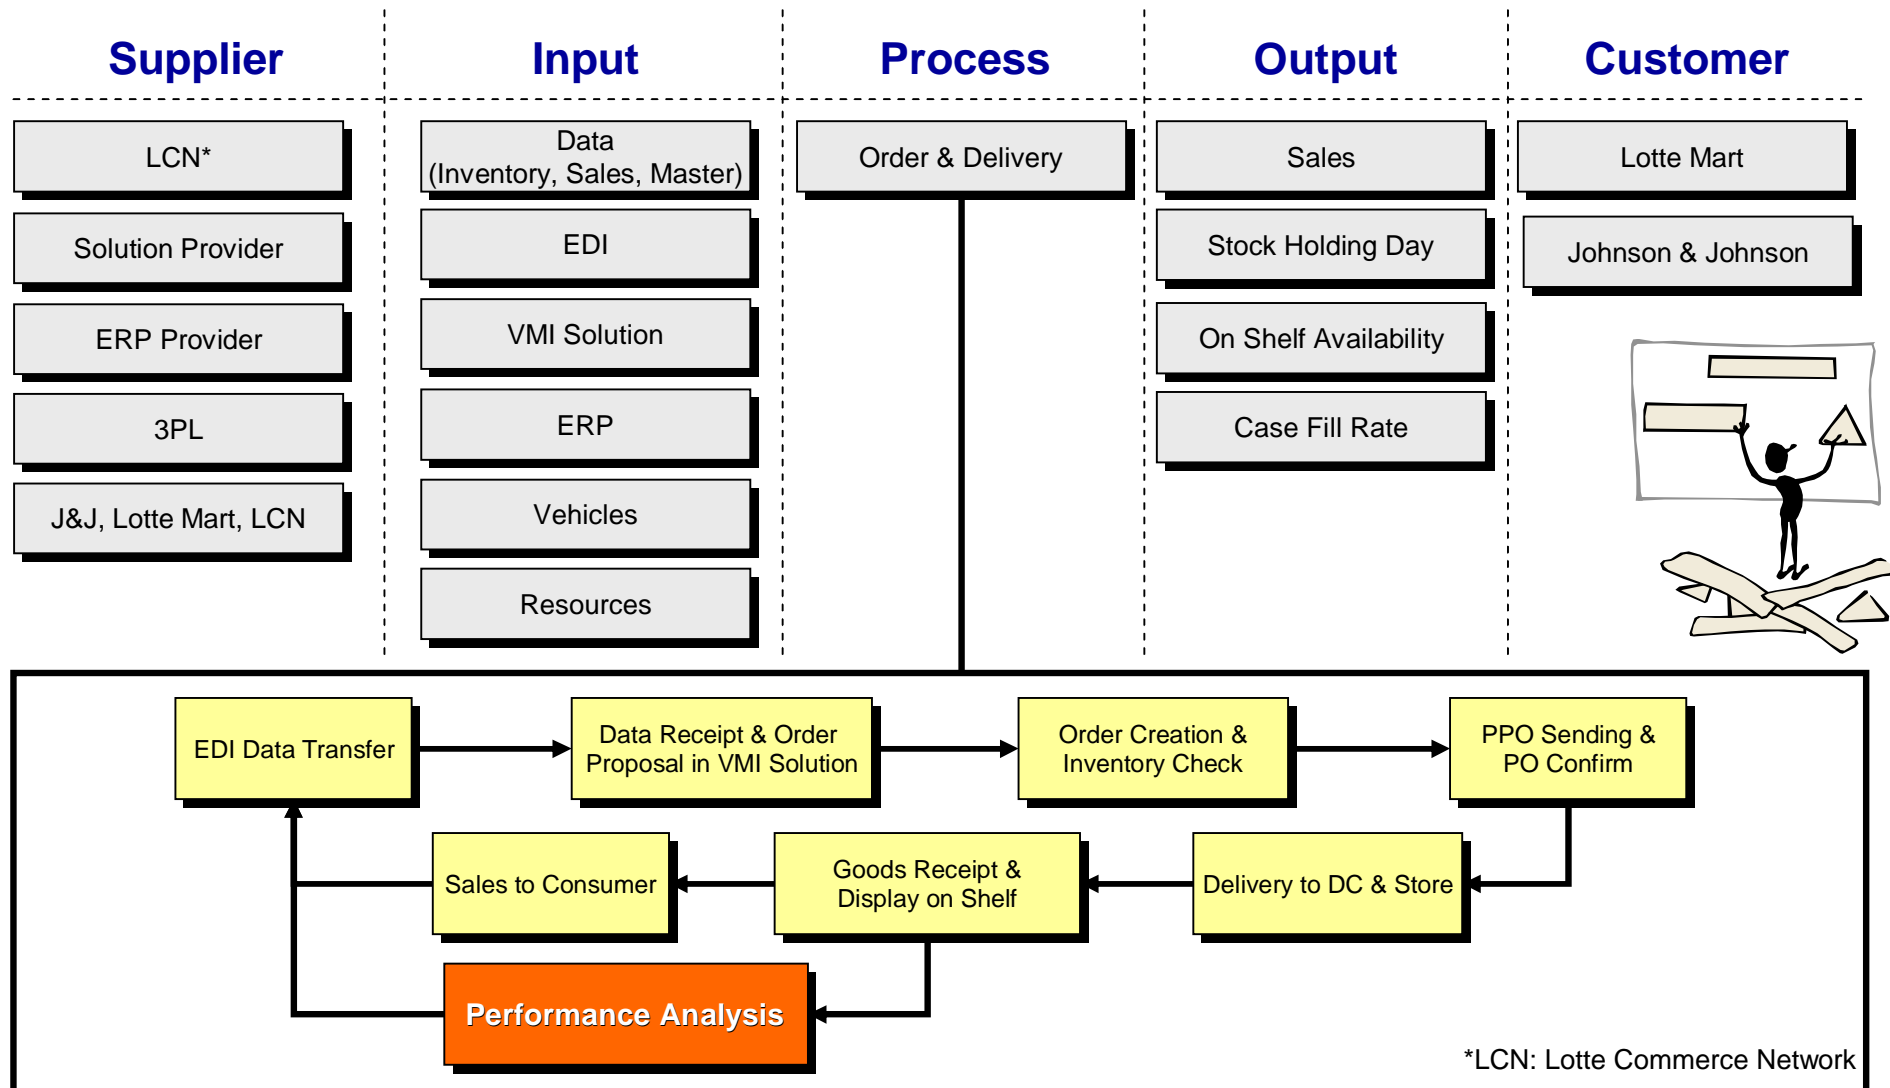 Supplier
Input
Process
Output
Customer
LCN*
Solution Provider
ERP Provider
3PL
J&J, Lotte Mart, LCN
Data
(Inventory, Sales, Master)
EDI
VMI Solution
ERP
Vehicles
Resources
Order & Delivery
Sales
Stock Holding Day
On Shelf Availability
Case Fill Rate
Lotte Mart
Johnson & Johnson
EDI Data Transfer
Data Receipt & Order
Proposal in VMI Solution
Order Creation &
Inventory Check
PPO Sending &
PO Confirm
Delivery to DC & Store
Goods Receipt &
Display on Shelf
Sales to Consumer
Performance Analysis
*LCN: Lotte Commerce Network